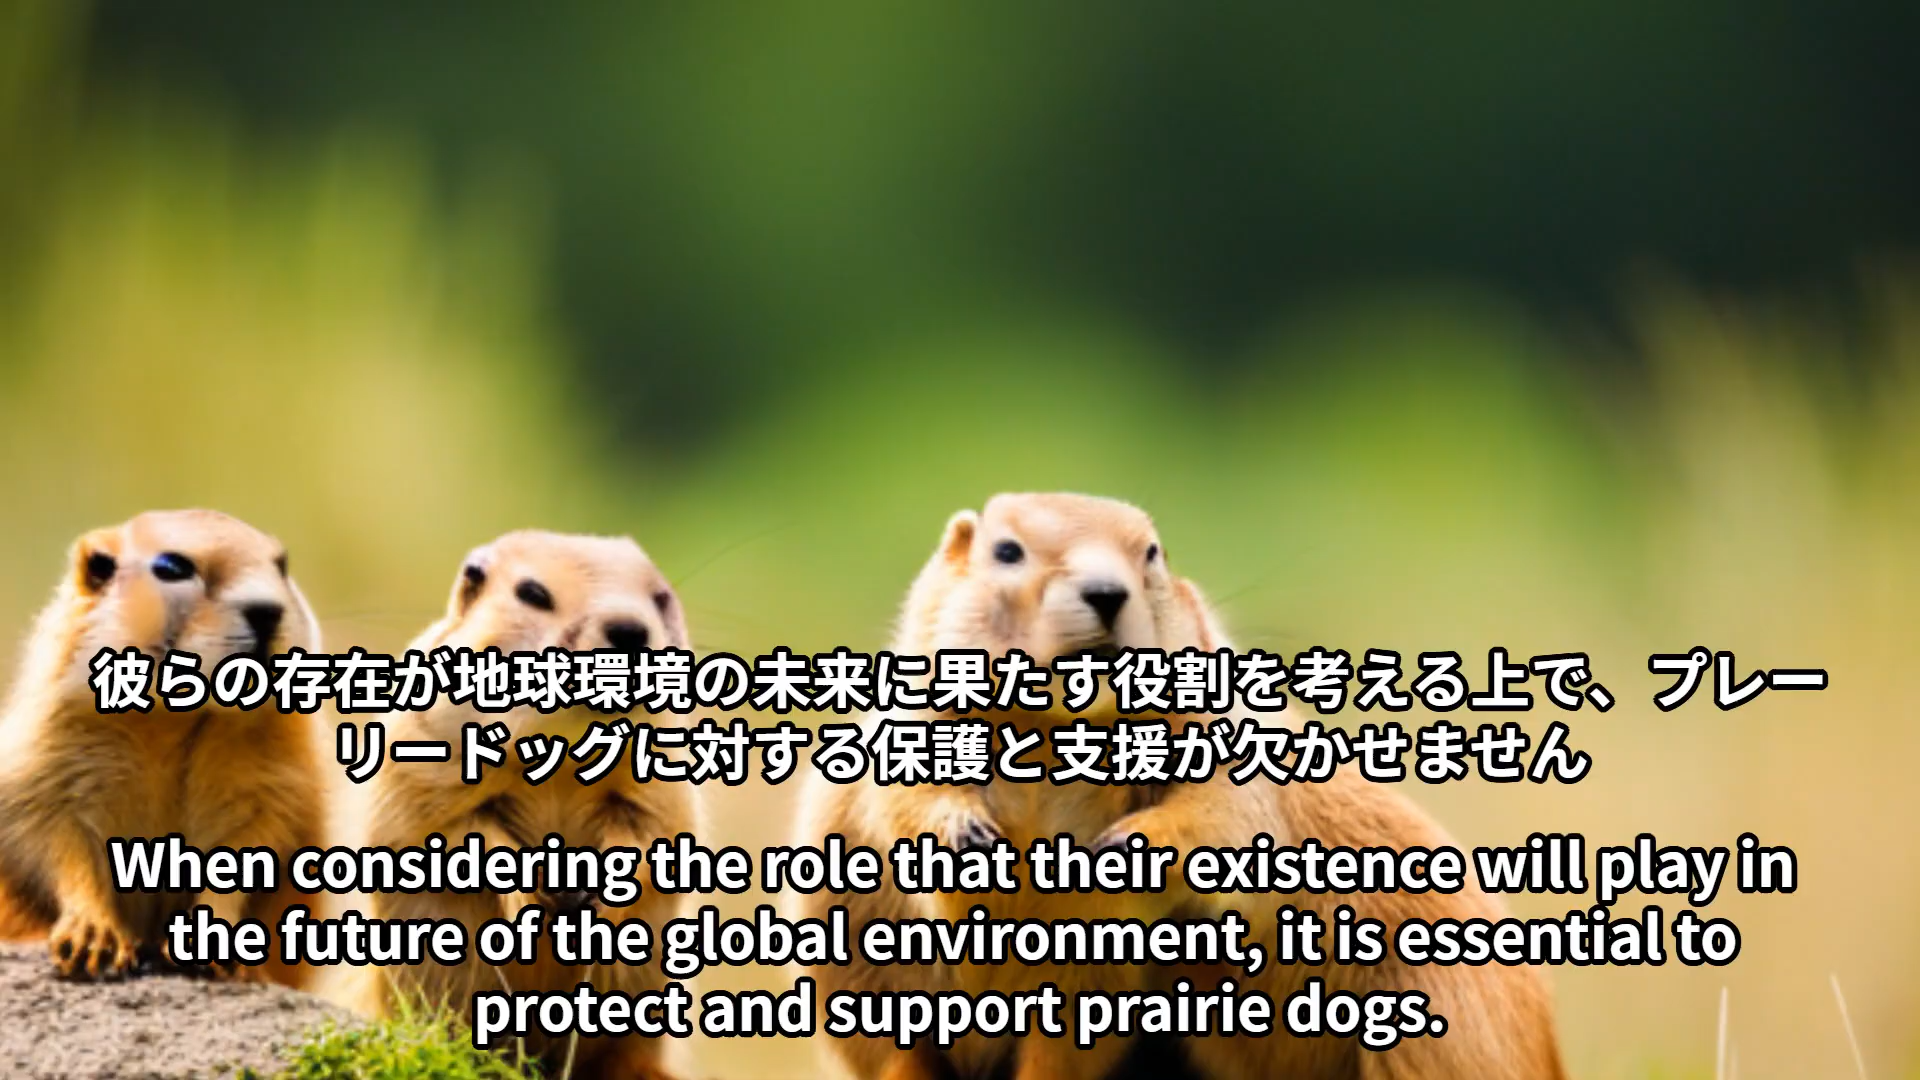 彼らの存在が地球環境の未来に果たす役割を考える上で、プレー
リードッグに対する保護と支援が欠かせません
When considering the role that their existence will play in
the future of the global environment, it is essential to
protect and support prairie dogs.